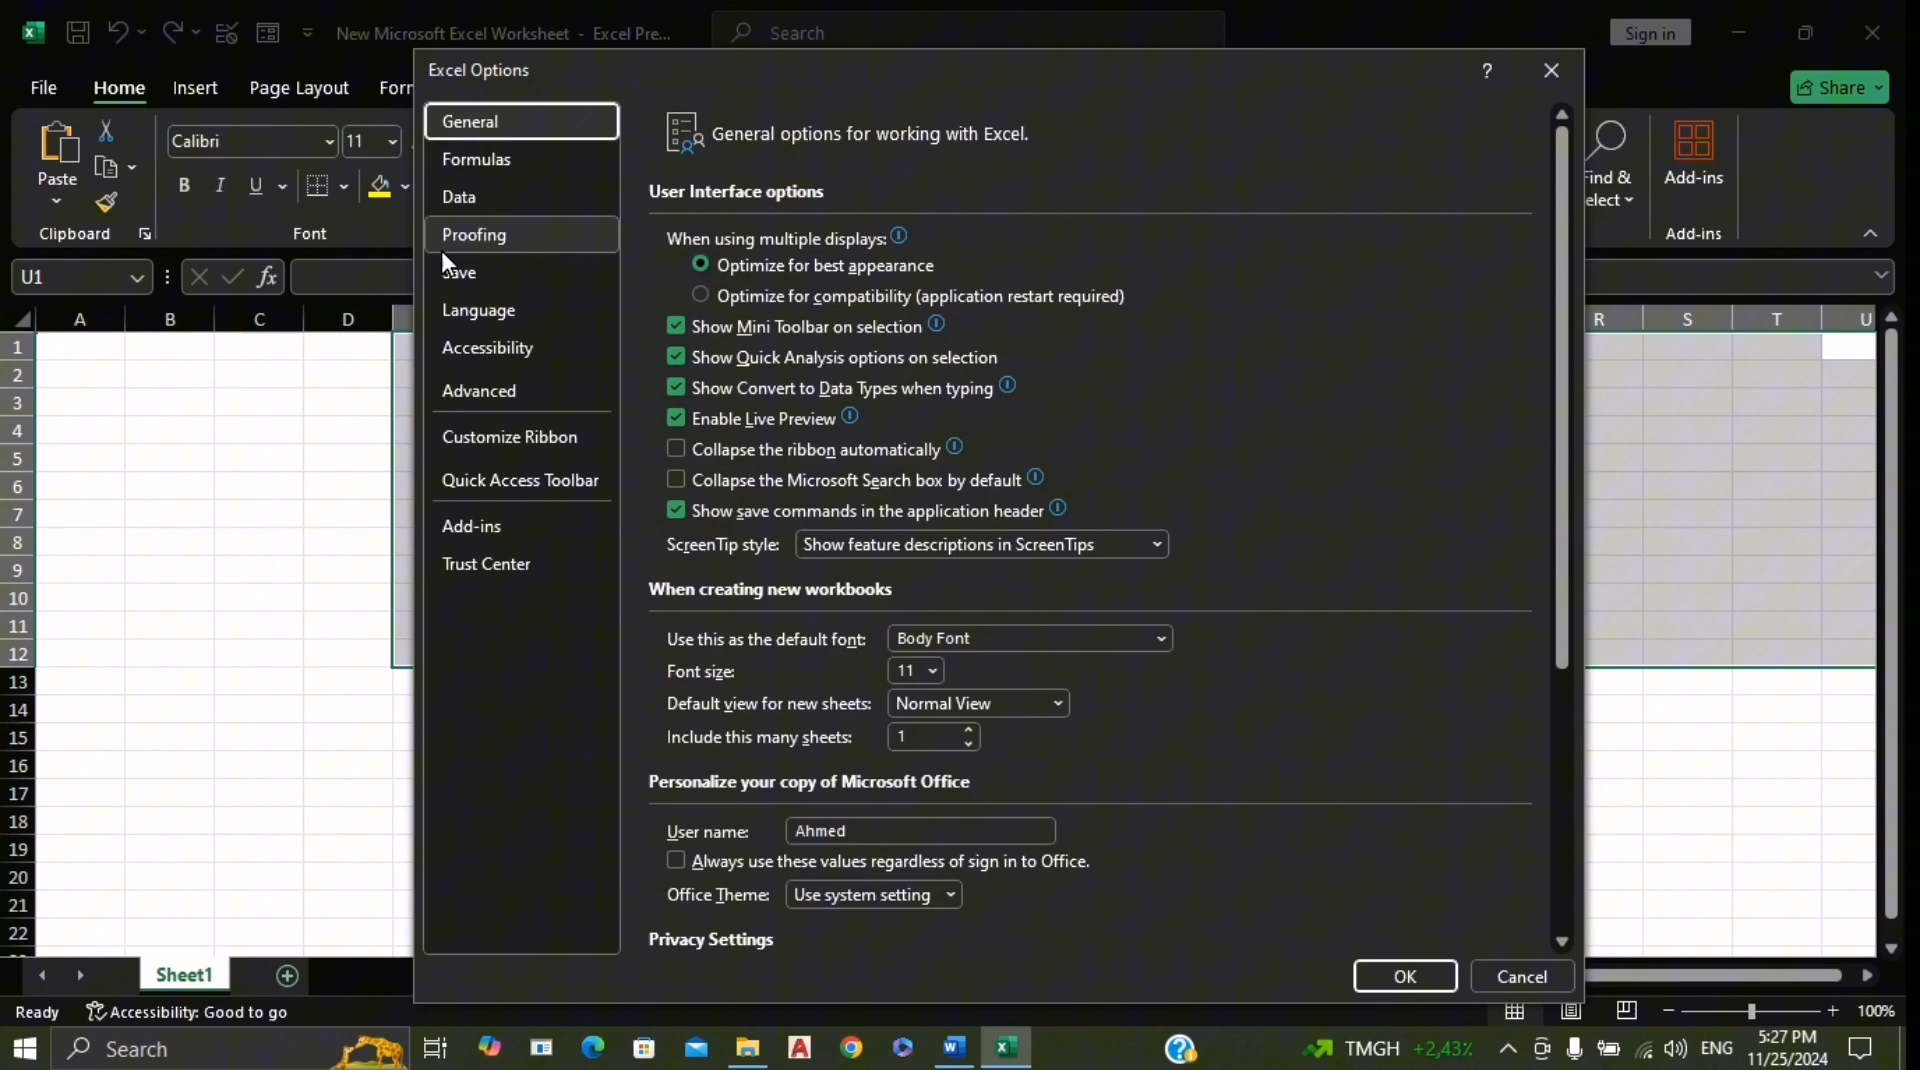 New Microsoft Excel Worksheet - Excel Pre...
Search
Sign in
File
Home
Insert
Page Layout
Share
Calibri
11
Paste
B I U
Clipboard
Font
Add-ins
Add-ins
U1
fx
A B C D R S T U
1
2
3
4
5
6
7
8
9
10
11
12
13
14
15
16
17
18
19
20
21
22
Excel Options
?
General
Formulas
Data
Proofing
Language
Accessibility
Advanced
Customize Ribbon
Quick Access Toolbar
Add-ins
Trust Center
General options for working with Excel.
User Interface options
When using multiple displays:
Optimize for best appearance
Optimize for compatibility (application restart required)
Show Mini Toolbar on selection
Show Quick Analysis options on selection
Show Convert to Data Types when typing
Enable Live Preview
Collapse the ribbon automatically
Collapse the Microsoft Search box by default
Show save commands in the application header
ScreenTip style: Show feature descriptions in ScreenTips
When creating new workbooks
Use this as the default font: Body Font
Font size: 11
Default view for new sheets: Normal View
Include this many sheets: 1
Personalize your copy of Microsoft Office
User name: Ahmed
Always use these values regardless of sign in to Office.
Office Theme: Use system setting
Privacy Settings
OK
Cancel
Sheet1
Ready
Accessibility: Good to go
100%
Search
TMGH +2,43%
ENG
5:27 PM
11/25/2024